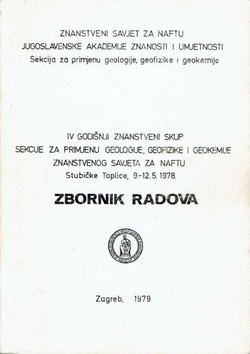 ZNANSTVENI SAVJET ZA NAFTU
JUGOSLAVENSKE AKADEMIJE ZNANOSTI I UMJETNOSTI
Sekcija za primjenu geologije, geofizike i geokemije
IV GODIŠNJI ZNANSTVENI SKUP
SEKCIJE ZA PRIMJENU GEOLOGIJE, GEOFIZIKE I GEOKEMIJE
ZNANSTVENOG SAVJETA ZA NAFTU
Stubičke Toplice, 9.-12.5. 1978.
ZBORNIK RADOVA
Zagreb, 1979